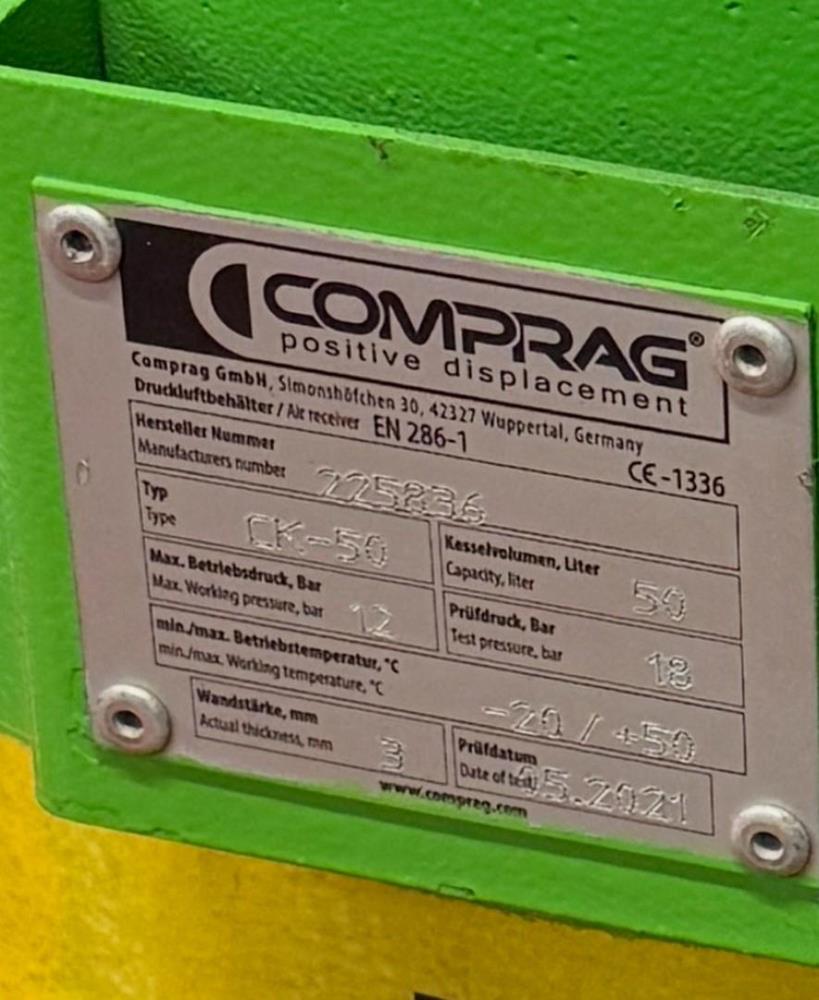 COMPRAG®
positive displacement
Comprag GmbH, Simonshöfchen 30, 42327 Wuppertal, Germany
Druckluftbehälter / Air receiver EN 286-1
CE-1336
Hersteller Nummer
Manufacturers number 225836
Typ
Type CK-50
Kesselvolumen, Liter
Capacity, liter 50
Max. Betriebsdruck, Bar
Max. Working pressure, bar 12
Prüfdruck, Bar
Test pressure, bar 18
min./max. Betriebstemperatur, °C
min./max. Working temperature, °C -20 / +50
Wandstärke, mm
Actual thickness, mm 3
Prüfdatum
Date of test 05.2021
www.comprag.com